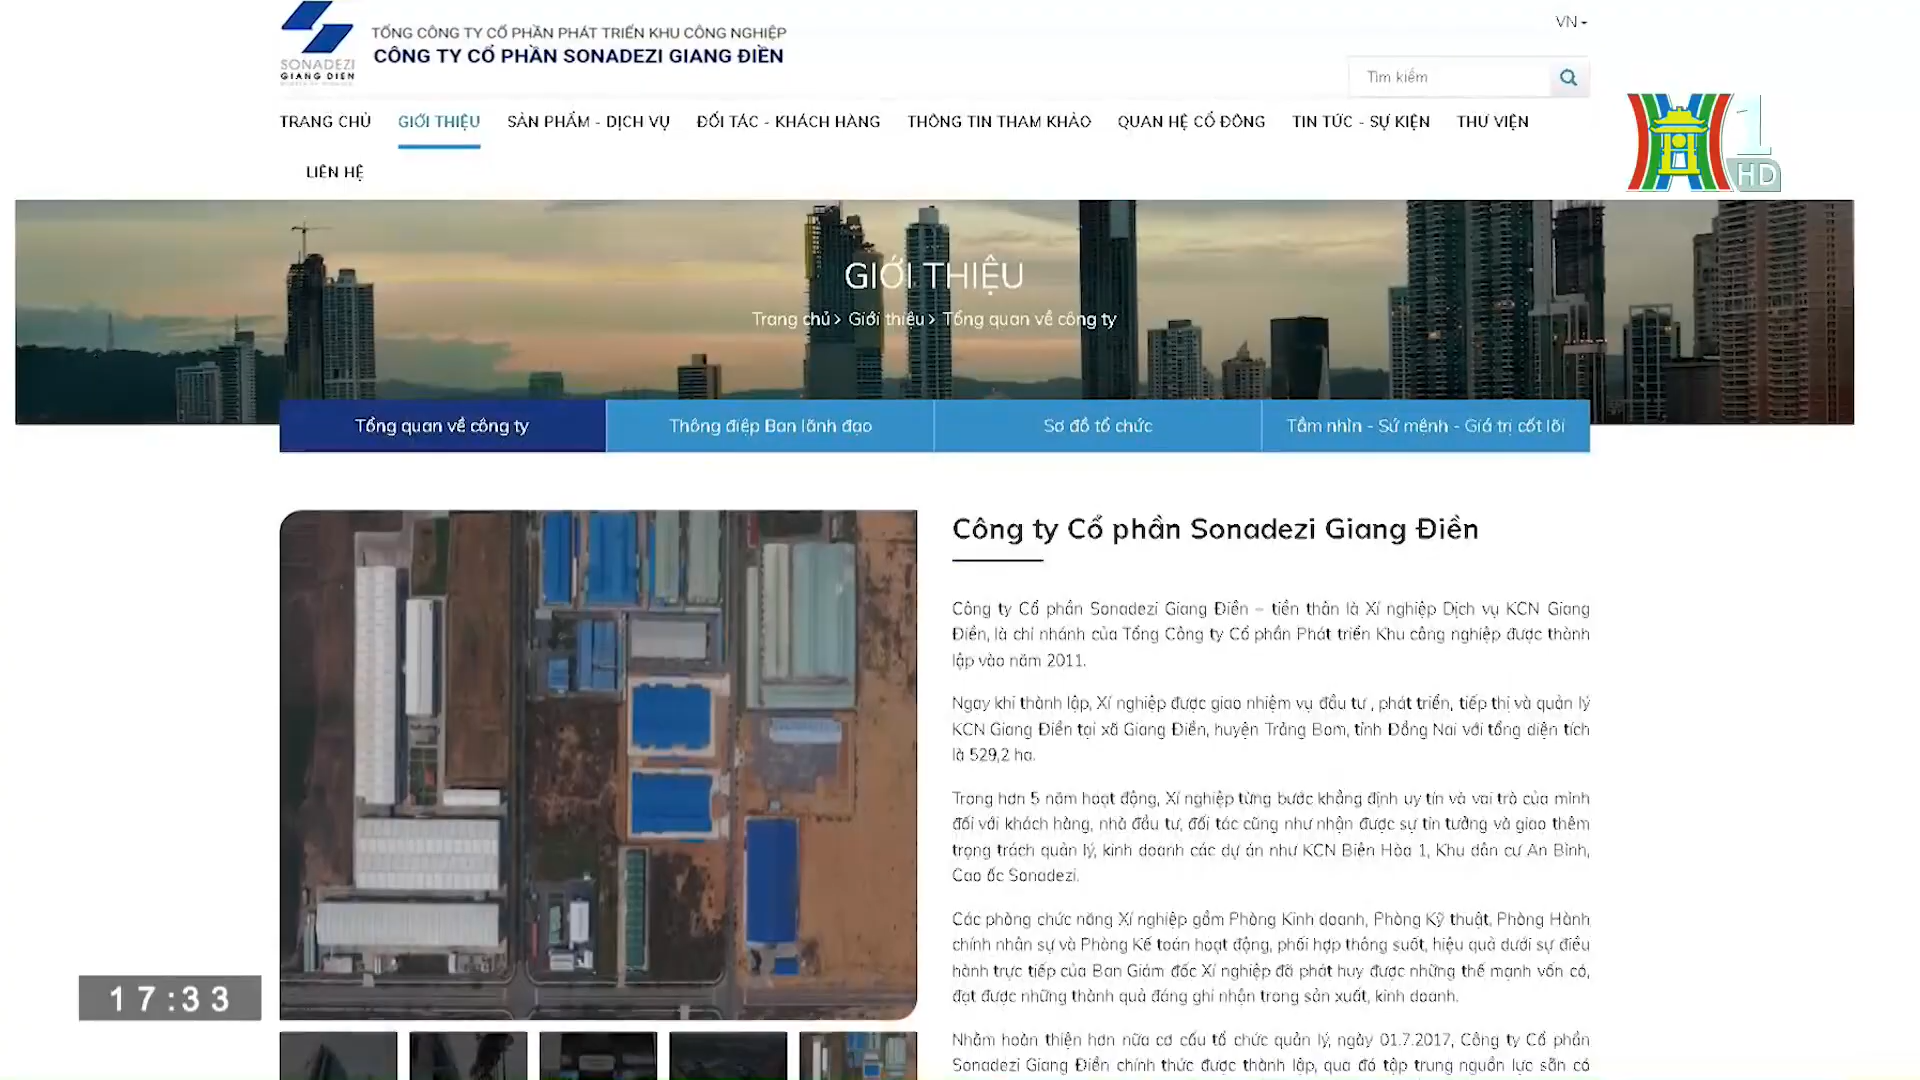 VN
TỔNG CÔNG TY CỔ PHẦN PHÁT TRIỂN KHU CÔNG NGHIỆP
CÔNG TY CỔ PHẦN SONADEZI GIANG ĐIỀN
SONADEZI
GIANG DIEN
Tìm kiếm
TRANG CHỦ GIỚI THIỆU SẢN PHẨM - DỊCH VỤ ĐỐI TÁC - KHÁCH HÀNG THÔNG TIN THAM KHẢO QUAN HỆ CỔ ĐÔNG TIN TỨC - SỰ KIỆN THƯ VIỆN
LIÊN HỆ
1
HD
GIỚI THIỆU
Trang chủ › Giới thiệu › Tổng quan về công ty
Tổng quan về công ty Thông điệp Ban lãnh đạo Sơ đồ tổ chức Tầm nhìn - Sứ mệnh - Giá trị cốt lõi
Công ty Cổ phần Sonadezi Giang Điền
Công ty Cổ phần Sonadezi Giang Điền – tiền thân là Xí nghiệp Dịch vụ KCN Giang
Điền, là chi nhánh của Tổng Công ty Cổ phần Phát triển Khu công nghiệp được thành
lập vào năm 2011.
Ngay khi thành lập, Xí nghiệp được giao nhiệm vụ đầu tư , phát triển, tiếp thị và quản lý
KCN Giang Điền tại xã Giang Điền, huyện Trảng Bom, tỉnh Đồng Nai với tổng diện tích
là 529,2 ha.
Trong hơn 5 năm hoạt động, Xí nghiệp từng bước khẳng định uy tín và vai trò của mình
đối với khách hàng, nhà đầu tư, đối tác cũng như nhận được sự tin tưởng và giao thêm
trọng trách quản lý, kinh doanh các dự án như KCN Biên Hòa 1, Khu dân cư An Bình,
Cao ốc Sonadezi.
Các phòng chức năng Xí nghiệp gồm Phòng Kinh doanh, Phòng Kỹ thuật, Phòng Hành
chính nhân sự và Phòng Kế toán hoạt động, phối hợp thông suốt, hiệu quả dưới sự điều
hành trực tiếp của Ban Giám đốc Xí nghiệp đã phát huy được những thế mạnh vốn có,
đạt được những thành quả đáng ghi nhận trong sản xuất, kinh doanh.
Nhằm hoàn thiện hơn nữa cơ cấu tổ chức quản lý, ngày 01.7.2017, Công ty Cổ phần
Sonadezi Giang Điền chính thức được thành lập, qua đó tập trung nguồn lực sẵn có
17:33